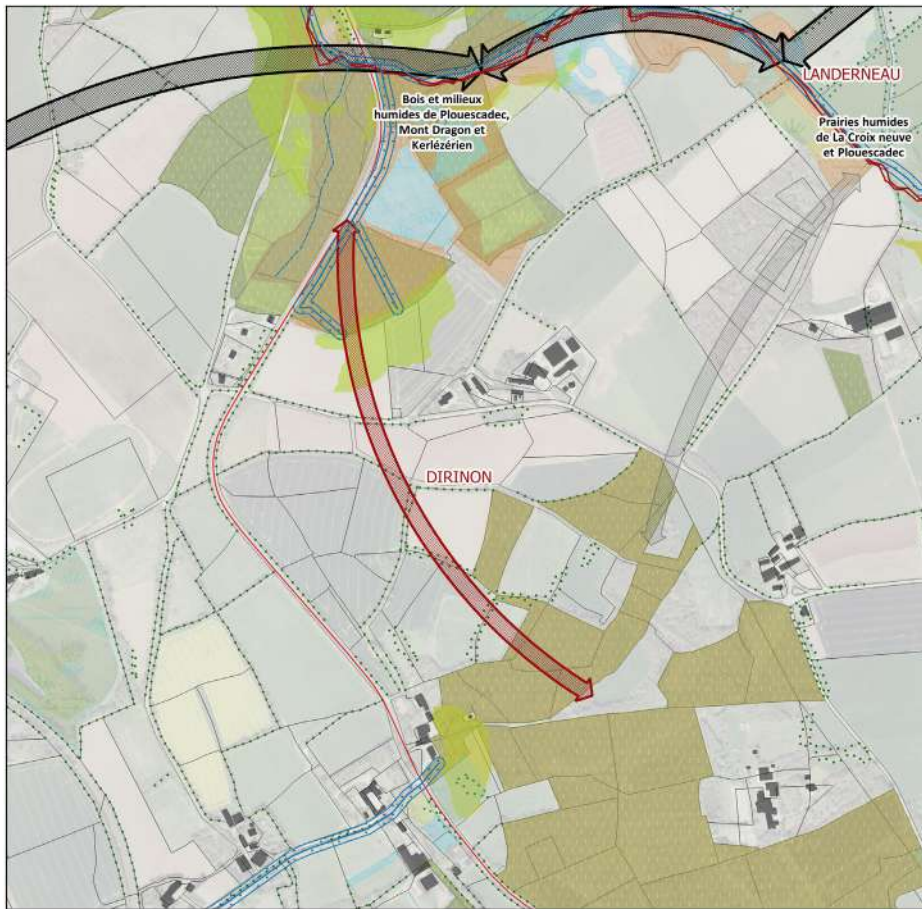 LANDERNEAU
Bois et milieux
humides de Plouescadec,
Mont Dragon et
Kerlézérien
Prairies humides
de La Croix neuve
et Plouescadec
DIRINON